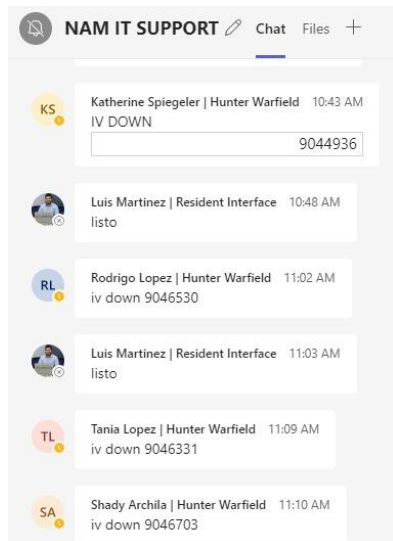 NAM IT SUPPORT Chat Files
KS
Katherine Spiegeler | Hunter Warfield 10:43 AM
IV DOWN
9044936
Luis Martinez | Resident Interface 10:48 AM
listo
RL
Rodrigo Lopez | Hunter Warfield 11:02 AM
iv down 9046530
Luis Martinez | Resident Interface 11:03 AM
listo
TL
Tania Lopez | Hunter Warfield 11:09 AM
iv down 9046331
SA
Shady Archila | Hunter Warfield 11:10 AM
iv down 9046703